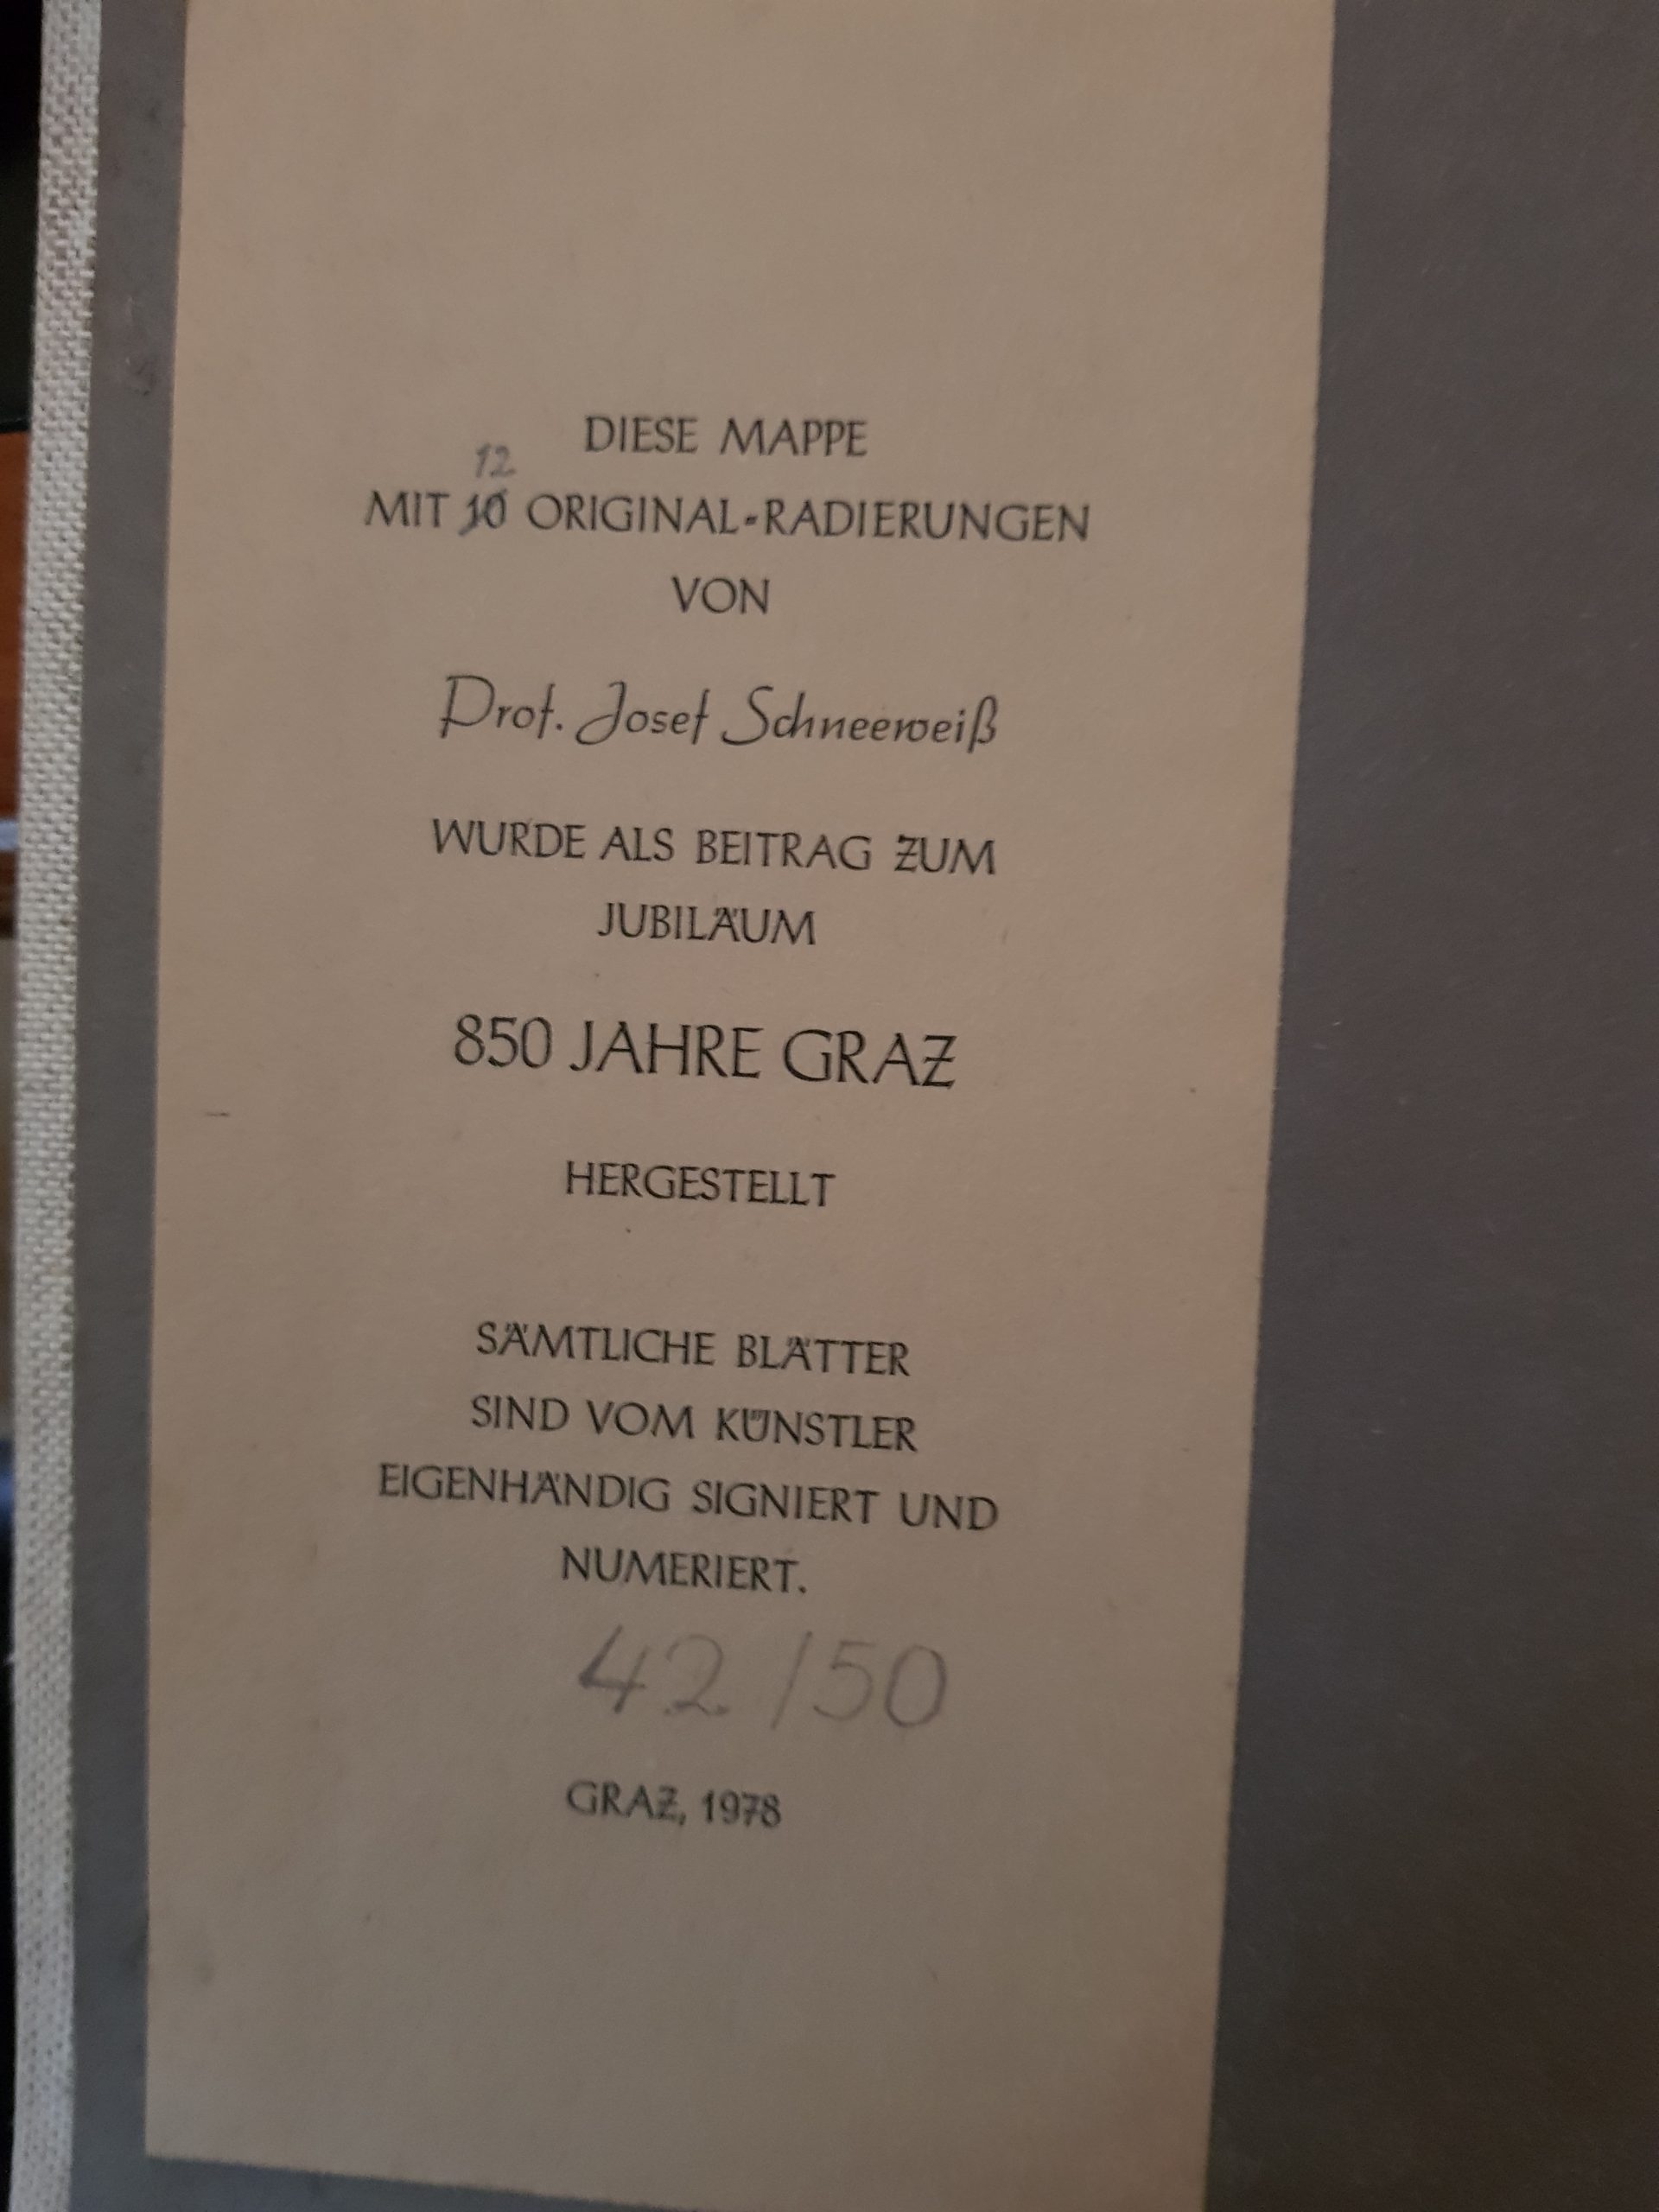 DIESE MAPPE
12
MIT 10 ORIGINAL-RADIERUNGEN
VON
Prof. Josef Schneeweiß
WURDE ALS BEITRAG ZUM
JUBILÄUM
850 JAHRE GRAZ
HERGESTELLT
SÄMTLICHE BLÄTTER
SIND VOM KÜNSTLER
EIGENHÄNDIG SIGNIERT UND
NUMERIERT.
42/50
GRAZ, 1978